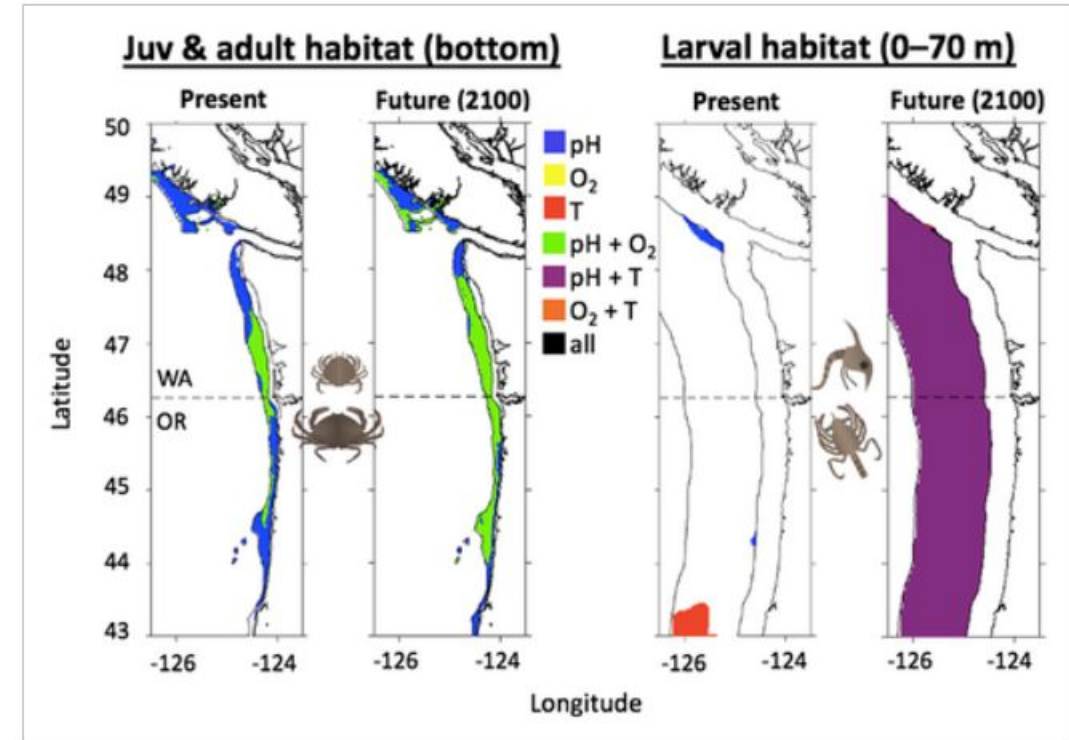 Juv & adult habitat (bottom)
Larval habitat (0–70 m)
Present
Future (2100)
Present
Future (2100)
50
49
48
47
46
45
44
43
Latitude
WA
OR
pH
O₂
T
pH + O₂
pH + T
O₂ + T
all
-126
-124
-126
-124
-126
-124
-126
-124
Longitude